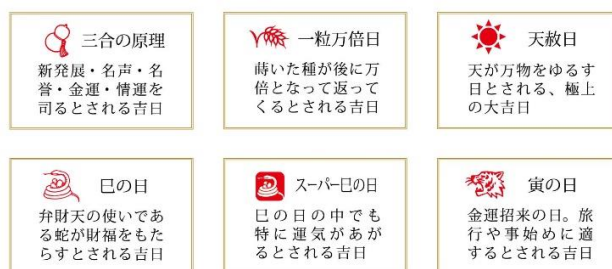 三合の原理
新発展・名声・名
誉・金運・情運を
司るとされる吉日
一粒万倍日
蒔いた種が後に万
倍となって返って
くるとされる吉日
天赦日
天が万物をゆるす
日とされる、極上
の大吉日
巳の日
弁財天の使いであ
る蛇が財福をもた
らすとされる吉日
スーパー巳の日
巳の日の中でも
特に運気があが
るとされる吉日
寅の日
金運招来の日。旅
行や事始めに適
するとされる吉日